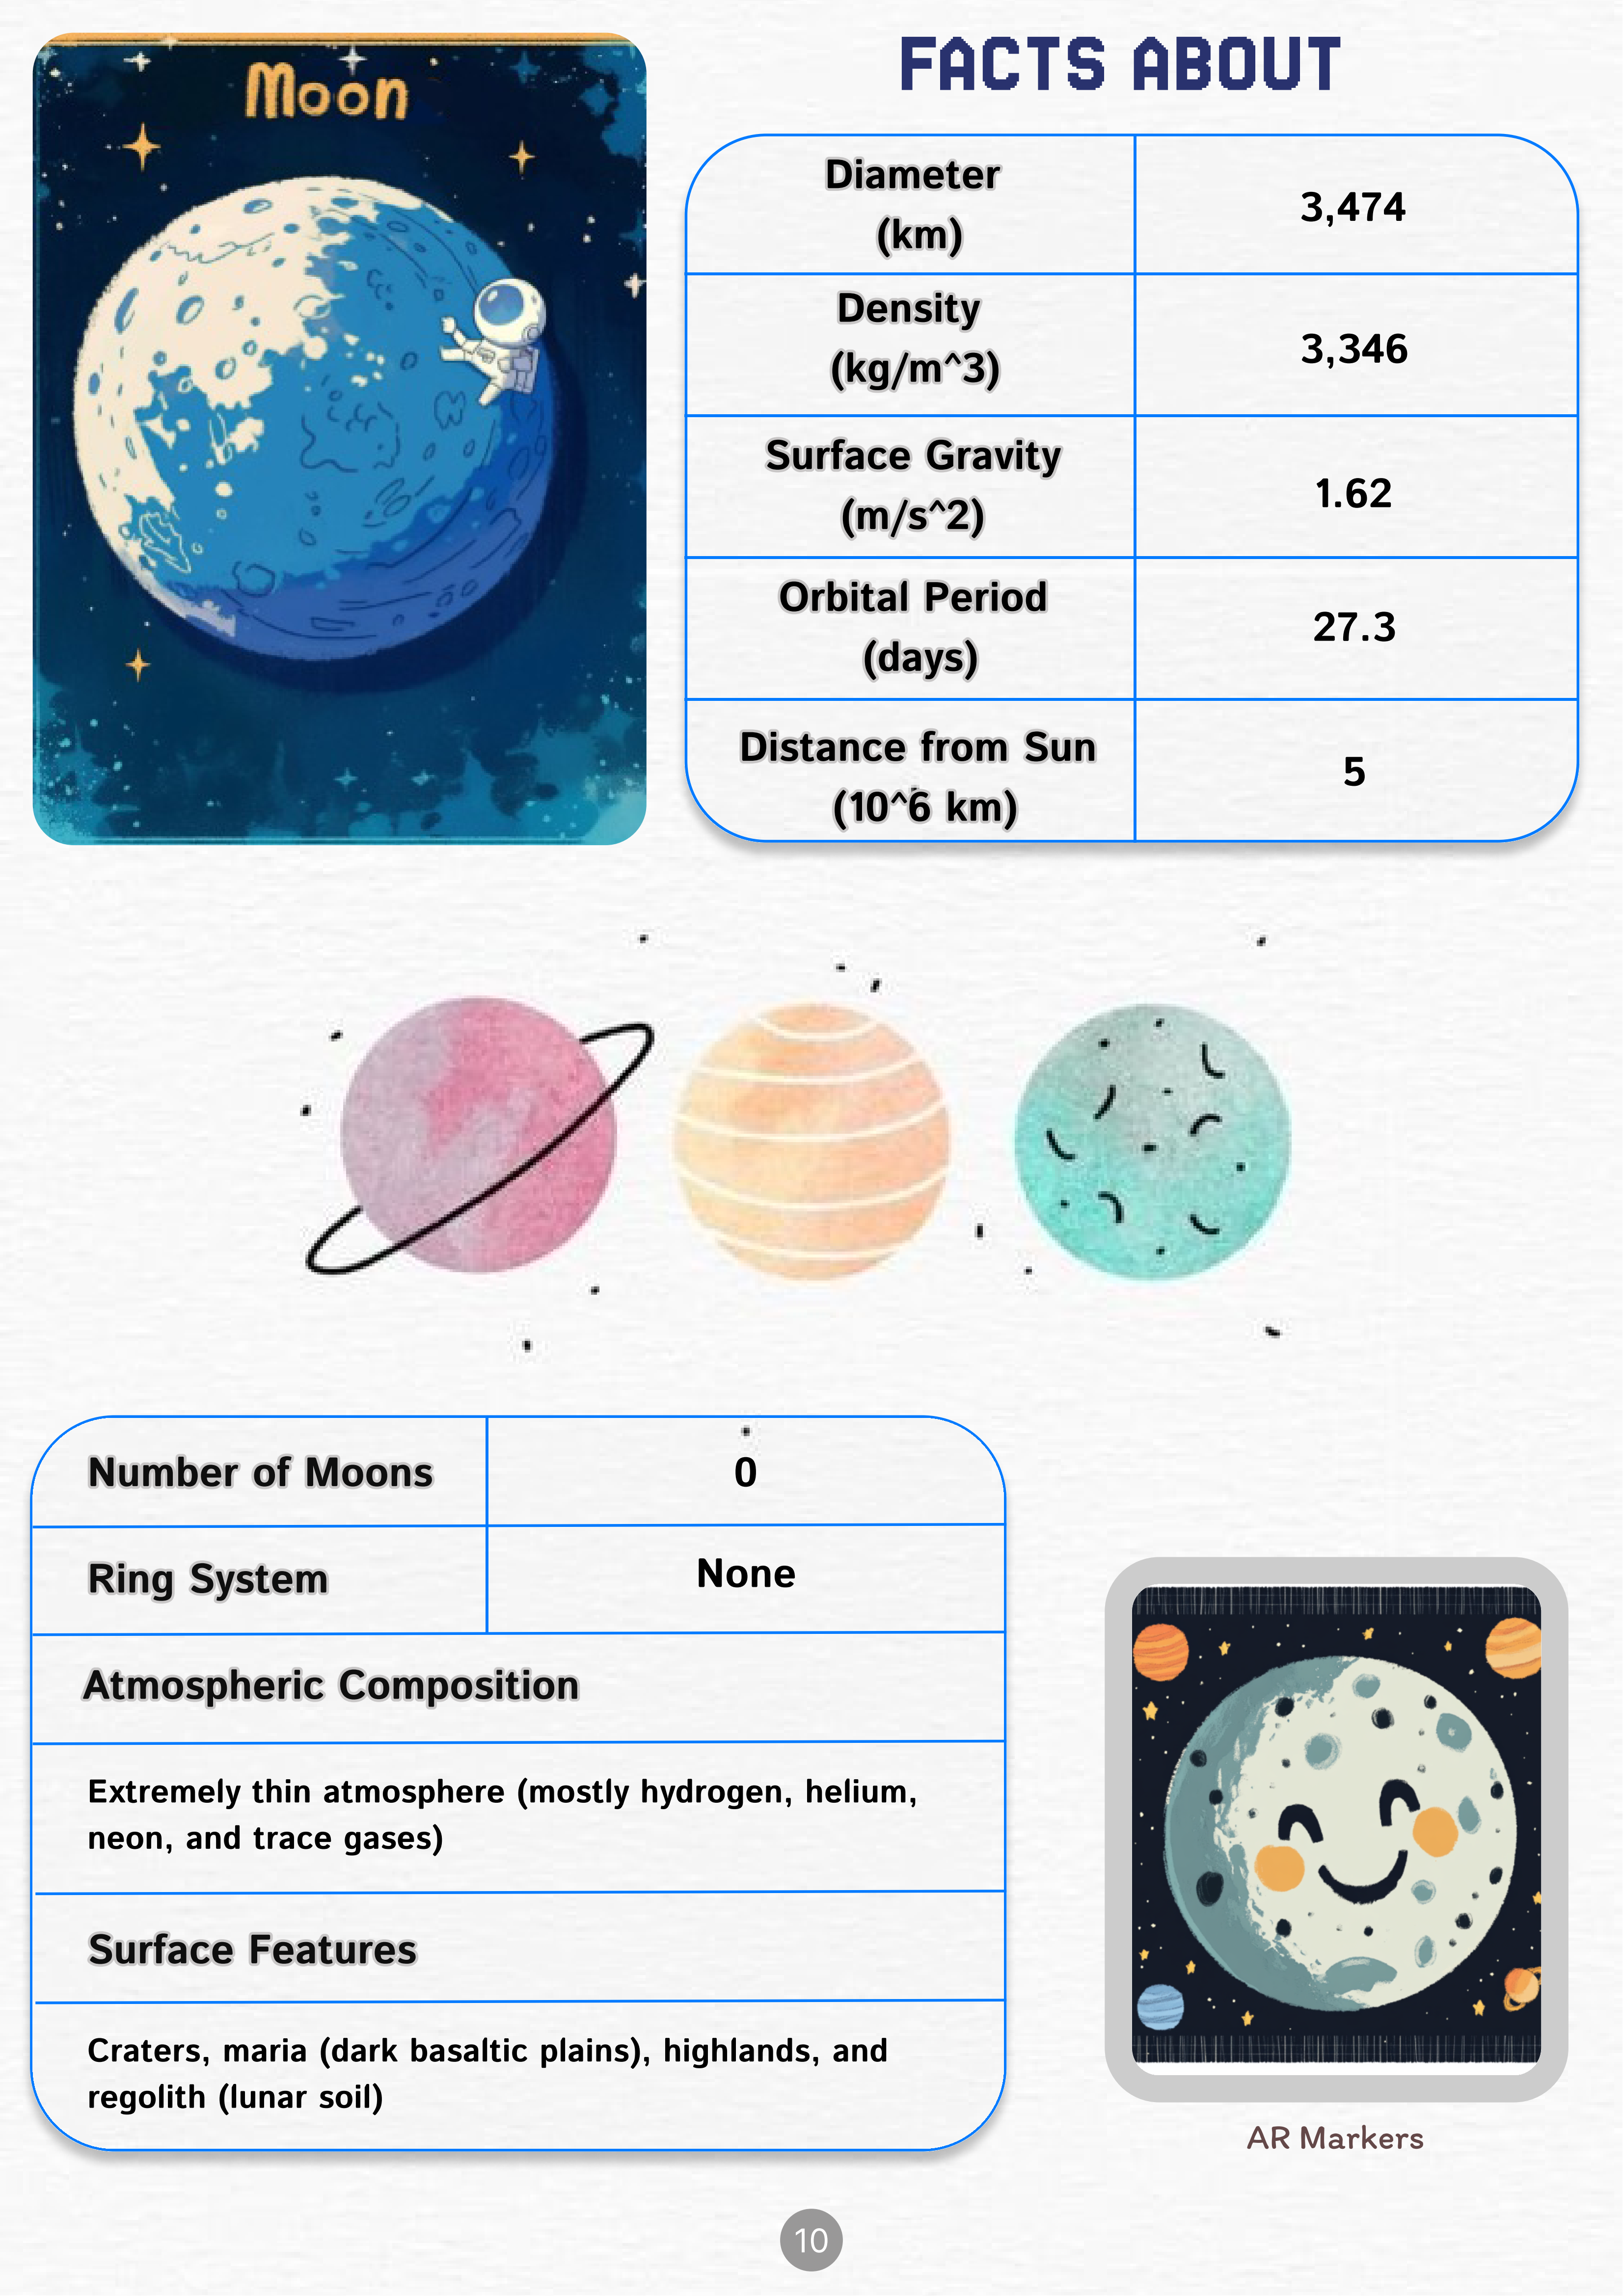 Moon
FACTS ABOUT
Diameter
(km)
3,474
Density
(kg/m^3)
3,346
Surface Gravity
(m/s^2)
1.62
Orbital Period
(days)
27.3
Distance from Sun
(10^6 km)
5
Number of Moons
0
Ring System
None
Atmospheric Composition
Extremely thin atmosphere (mostly hydrogen, helium,
neon, and trace gases)
Surface Features
Craters, maria (dark basaltic plains), highlands, and
regolith (lunar soil)
AR Markers
10